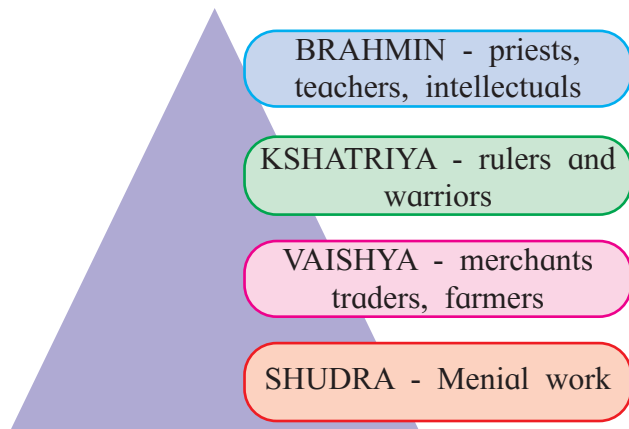 BRAHMIN - priests,
teachers, intellectuals
KSHATRIYA - rulers and
warriors
VAISHYA - merchants
traders, farmers
SHUDRA - Menial work